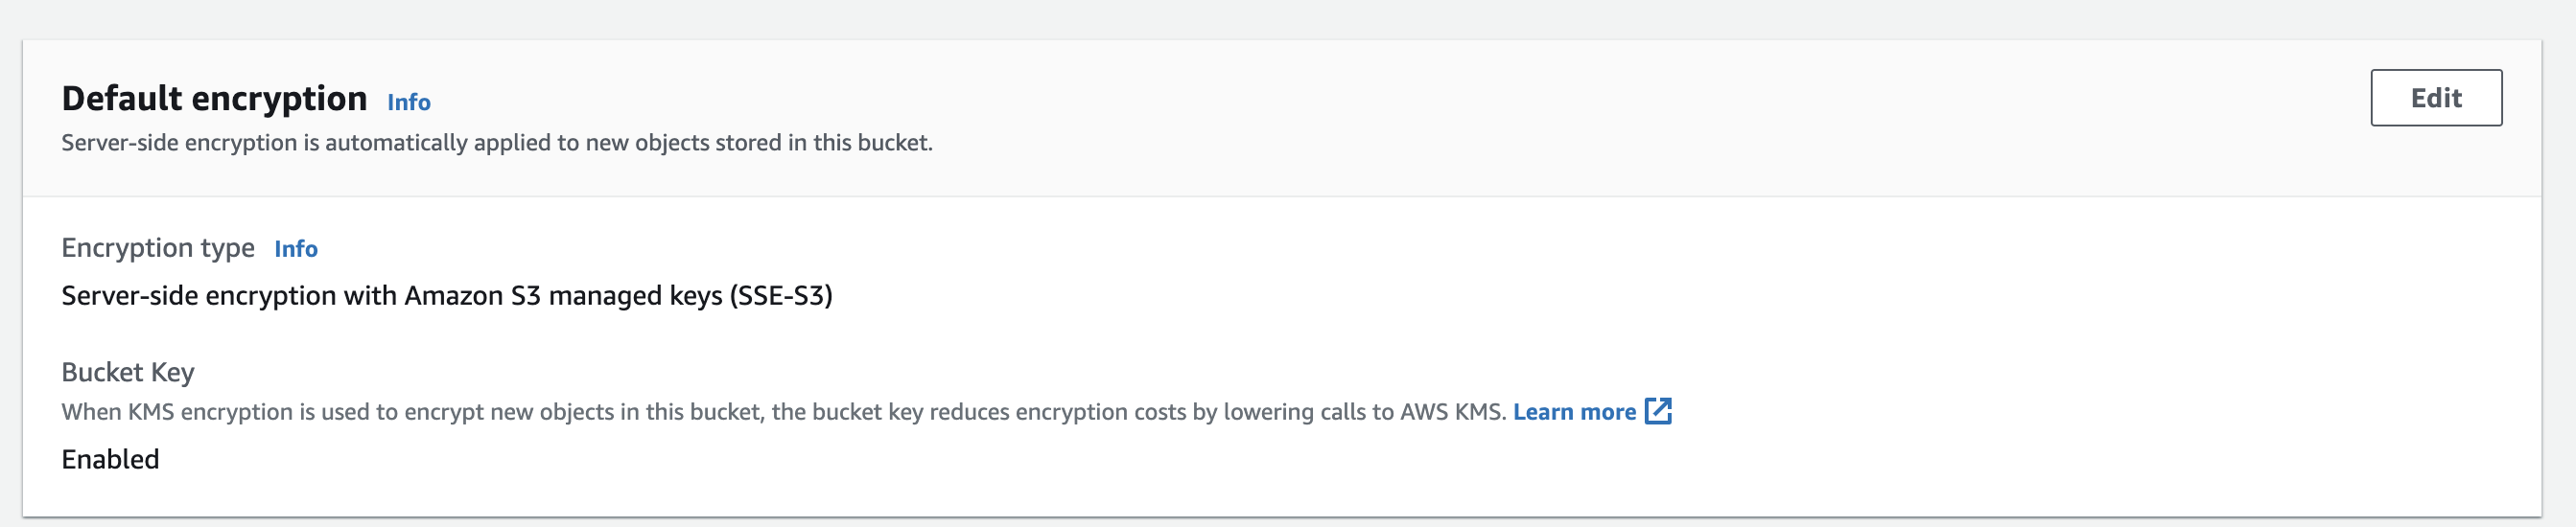 Default encryption Info
Edit
Server-side encryption is automatically applied to new objects stored in this bucket.
Encryption type Info
Server-side encryption with Amazon S3 managed keys (SSE-S3)
Bucket Key
When KMS encryption is used to encrypt new objects in this bucket, the bucket key reduces encryption costs by lowering calls to AWS KMS. Learn more
Enabled